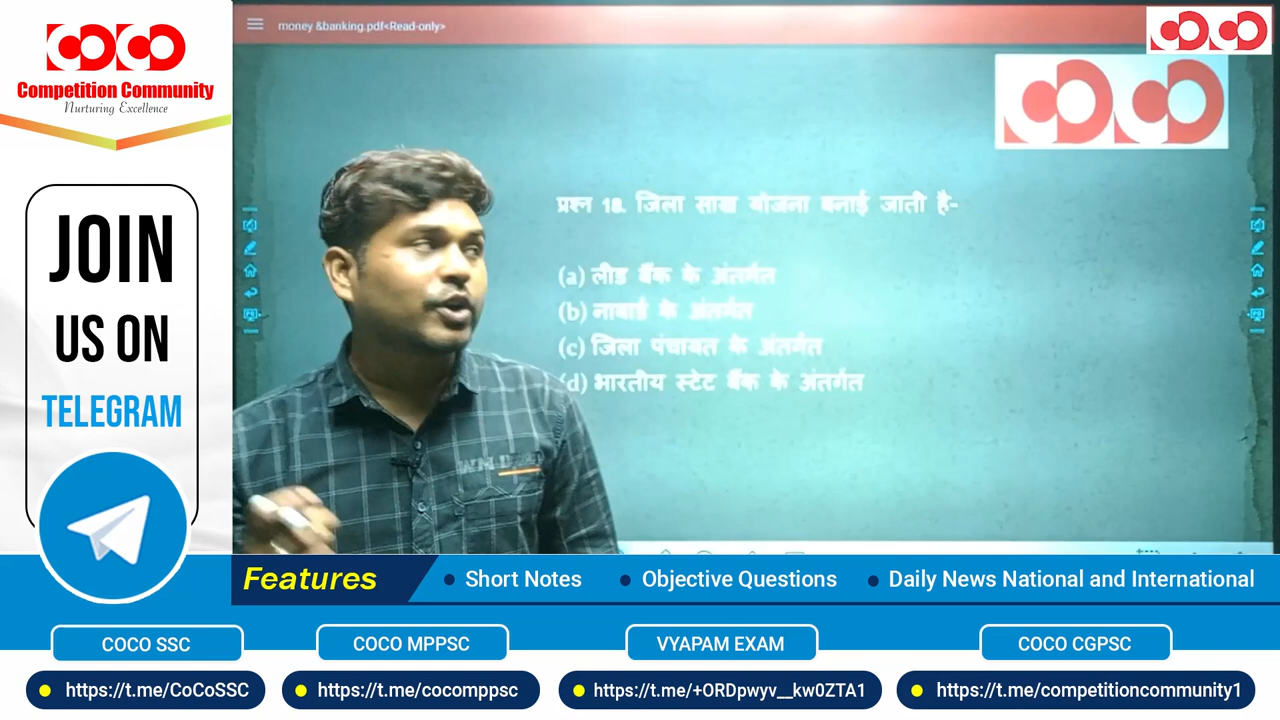 COCO
Competition Community
Nurturing Excellence
JOIN
US ON
TELEGRAM
money &banking.pdf<Read-only>
COCO
COCO
प्रश्न 18. जिला साख योजना बनाई जाती है-
(a) लीड बैंक के अंतर्गत
(b) नाबार्ड के अंतर्गत
(c) जिला पंचायत के अंतर्गत
(d) भारतीय स्टेट बैंक के अंतर्गत
Features
Short Notes
Objective Questions
Daily News National and International
COCO SSC
COCO MPPSC
VYAPAM EXAM
COCO CGPSC
https://t.me/CoCoSSC
https://t.me/cocomppsc
https://t.me/+ORDpwyv__kw0ZTA1
https://t.me/competitioncommunity1